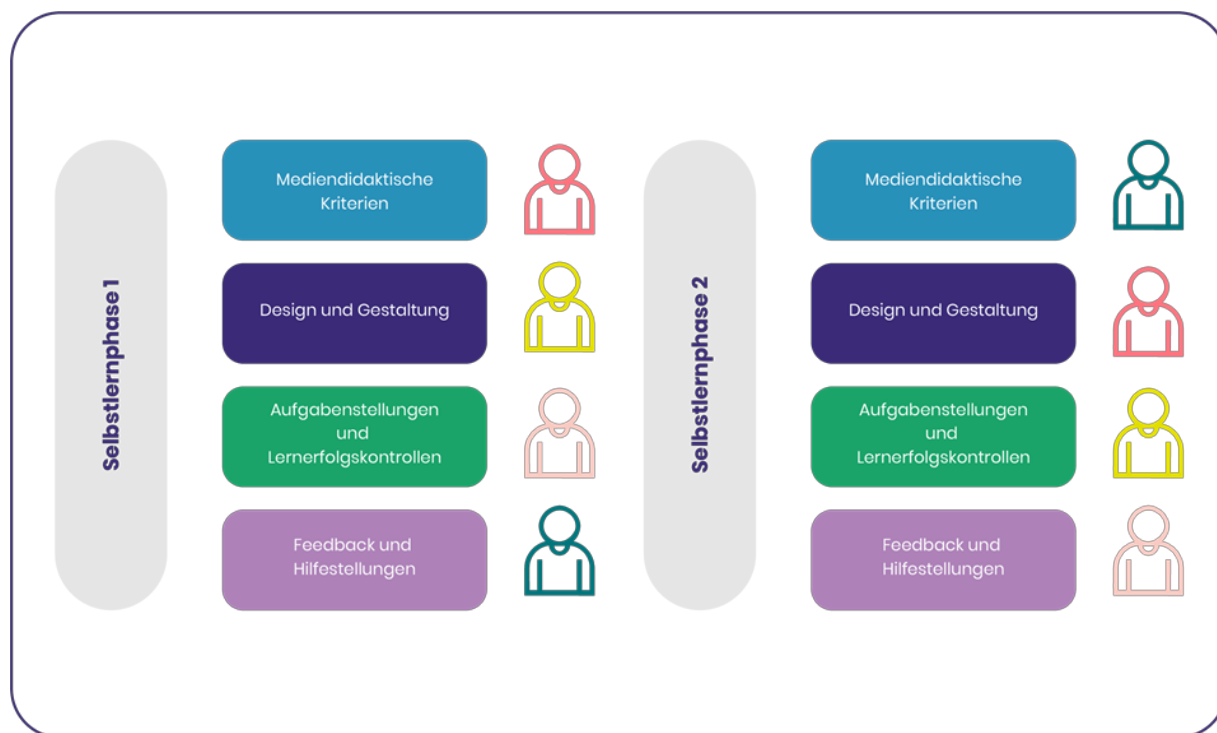 Selbstlernphase 1
Mediendidaktische
Kriterien
Design und Gestaltung
Aufgabenstellungen
und
Lernerfolgskontrollen
Feedback und
Hilfestellungen
Selbstlernphase 2
Mediendidaktische
Kriterien
Design und Gestaltung
Aufgabenstellungen
und
Lernerfolgskontrollen
Feedback und
Hilfestellungen